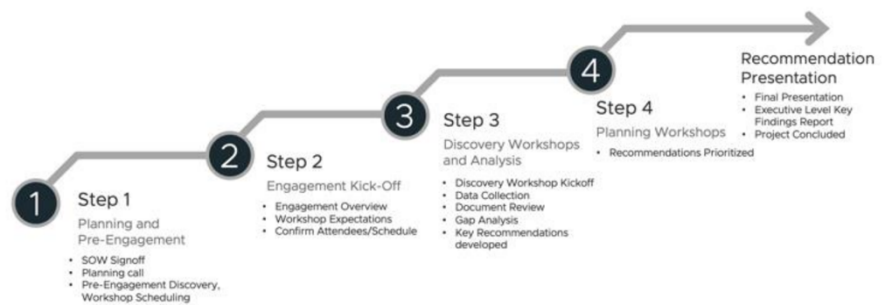 1
Step 1
Planning and
Pre-Engagement
• SOW Signoff
• Planning call
• Pre-Engagement Discovery,
Workshop Scheduling
2
Step 2
Engagement Kick-Off
• Engagement Overview
• Workshop Expectations
• Confirm Attendees/Schedule
3
Step 3
Discovery Workshops
and Analysis
• Discovery Workshop Kickoff
• Data Collection
• Document Review
• Gap Analysis
• Key Recommendations
developed
4
Step 4
Planning Workshops
• Recommendations Prioritized
Recommendation
Presentation
• Final Presentation
• Executive Level Key
Findings Report
• Project Concluded